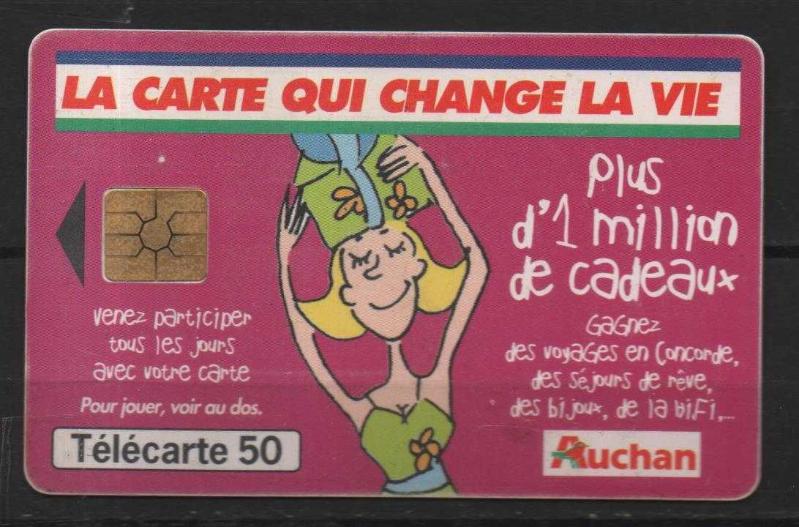 LA CARTE QUI CHANGE LA VIE
plus
d'1 million
de cadeaux
Gagnez
des voyages en Concorde,
des séjours de rêve,
des bijoux, de la hiFi,...
venez participer
tous les jours
avec votre carte
Pour jouer, voir au dos.
Télécarte 50
Auchan